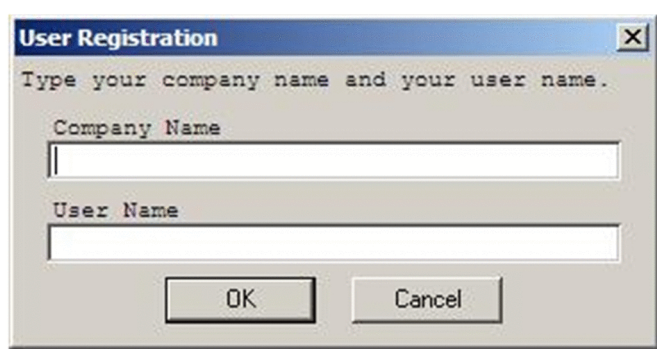 User Registration
Type your company name and your user name.
Company Name
User Name
OK Cancel